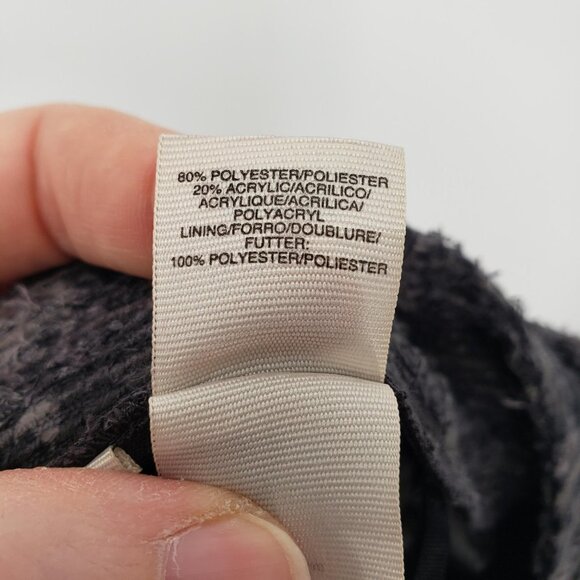 80% POLYESTER/POLIESTER
20% ACRYLIC/ACRILICO/
ACRYLIQUE/ACRILICA/
POLYACRYL
LINING/FORRO/DOUBLURE/
FUTTER:
100% POLYESTER/POLIESTER